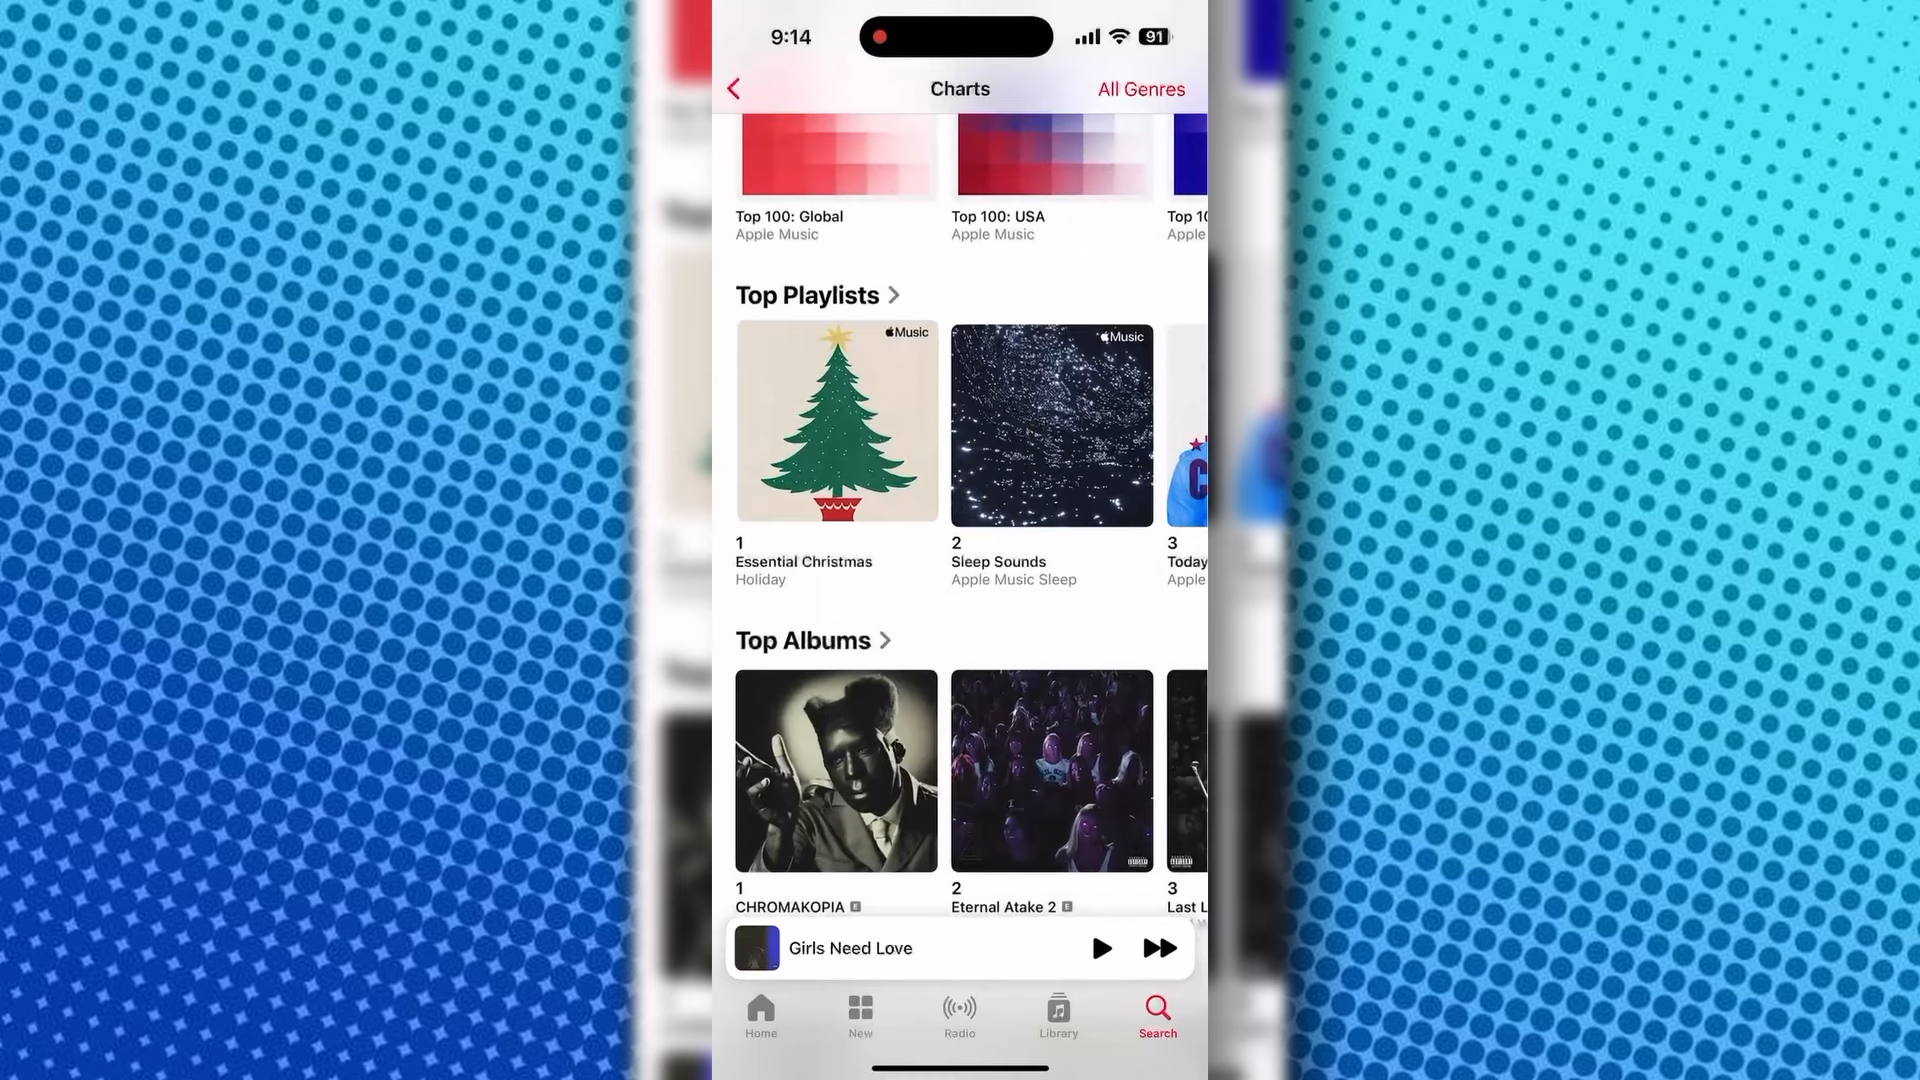 9:14
91
Charts
All Genres
Top 100: Global
Apple Music
Top 100: USA
Apple Music
Top 10
Apple
Top Playlists
Music
Music
C
1
Essential Christmas
Holiday
2
Sleep Sounds
Apple Music Sleep
3
Today
Apple
Top Albums
1
CHROMAKOPIA E
2
Eternal Atake 2 E
3
Last L
Girls Need Love
Home
New
Radio
Library
Search